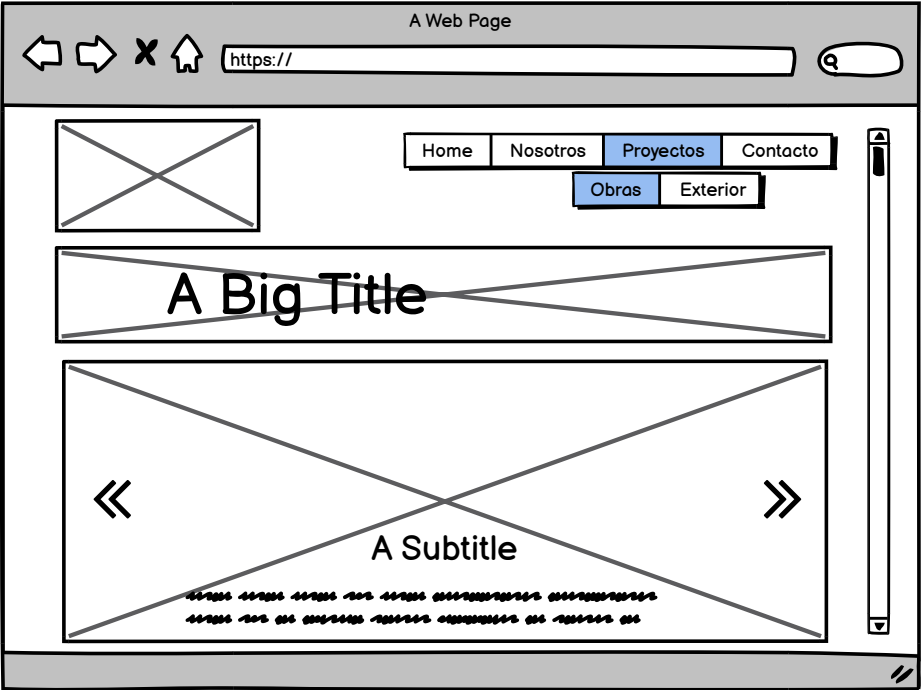 A Web Page
https://
Home Nosotros Proyectos Contacto
Obras Exterior
A Big Title
A Subtitle